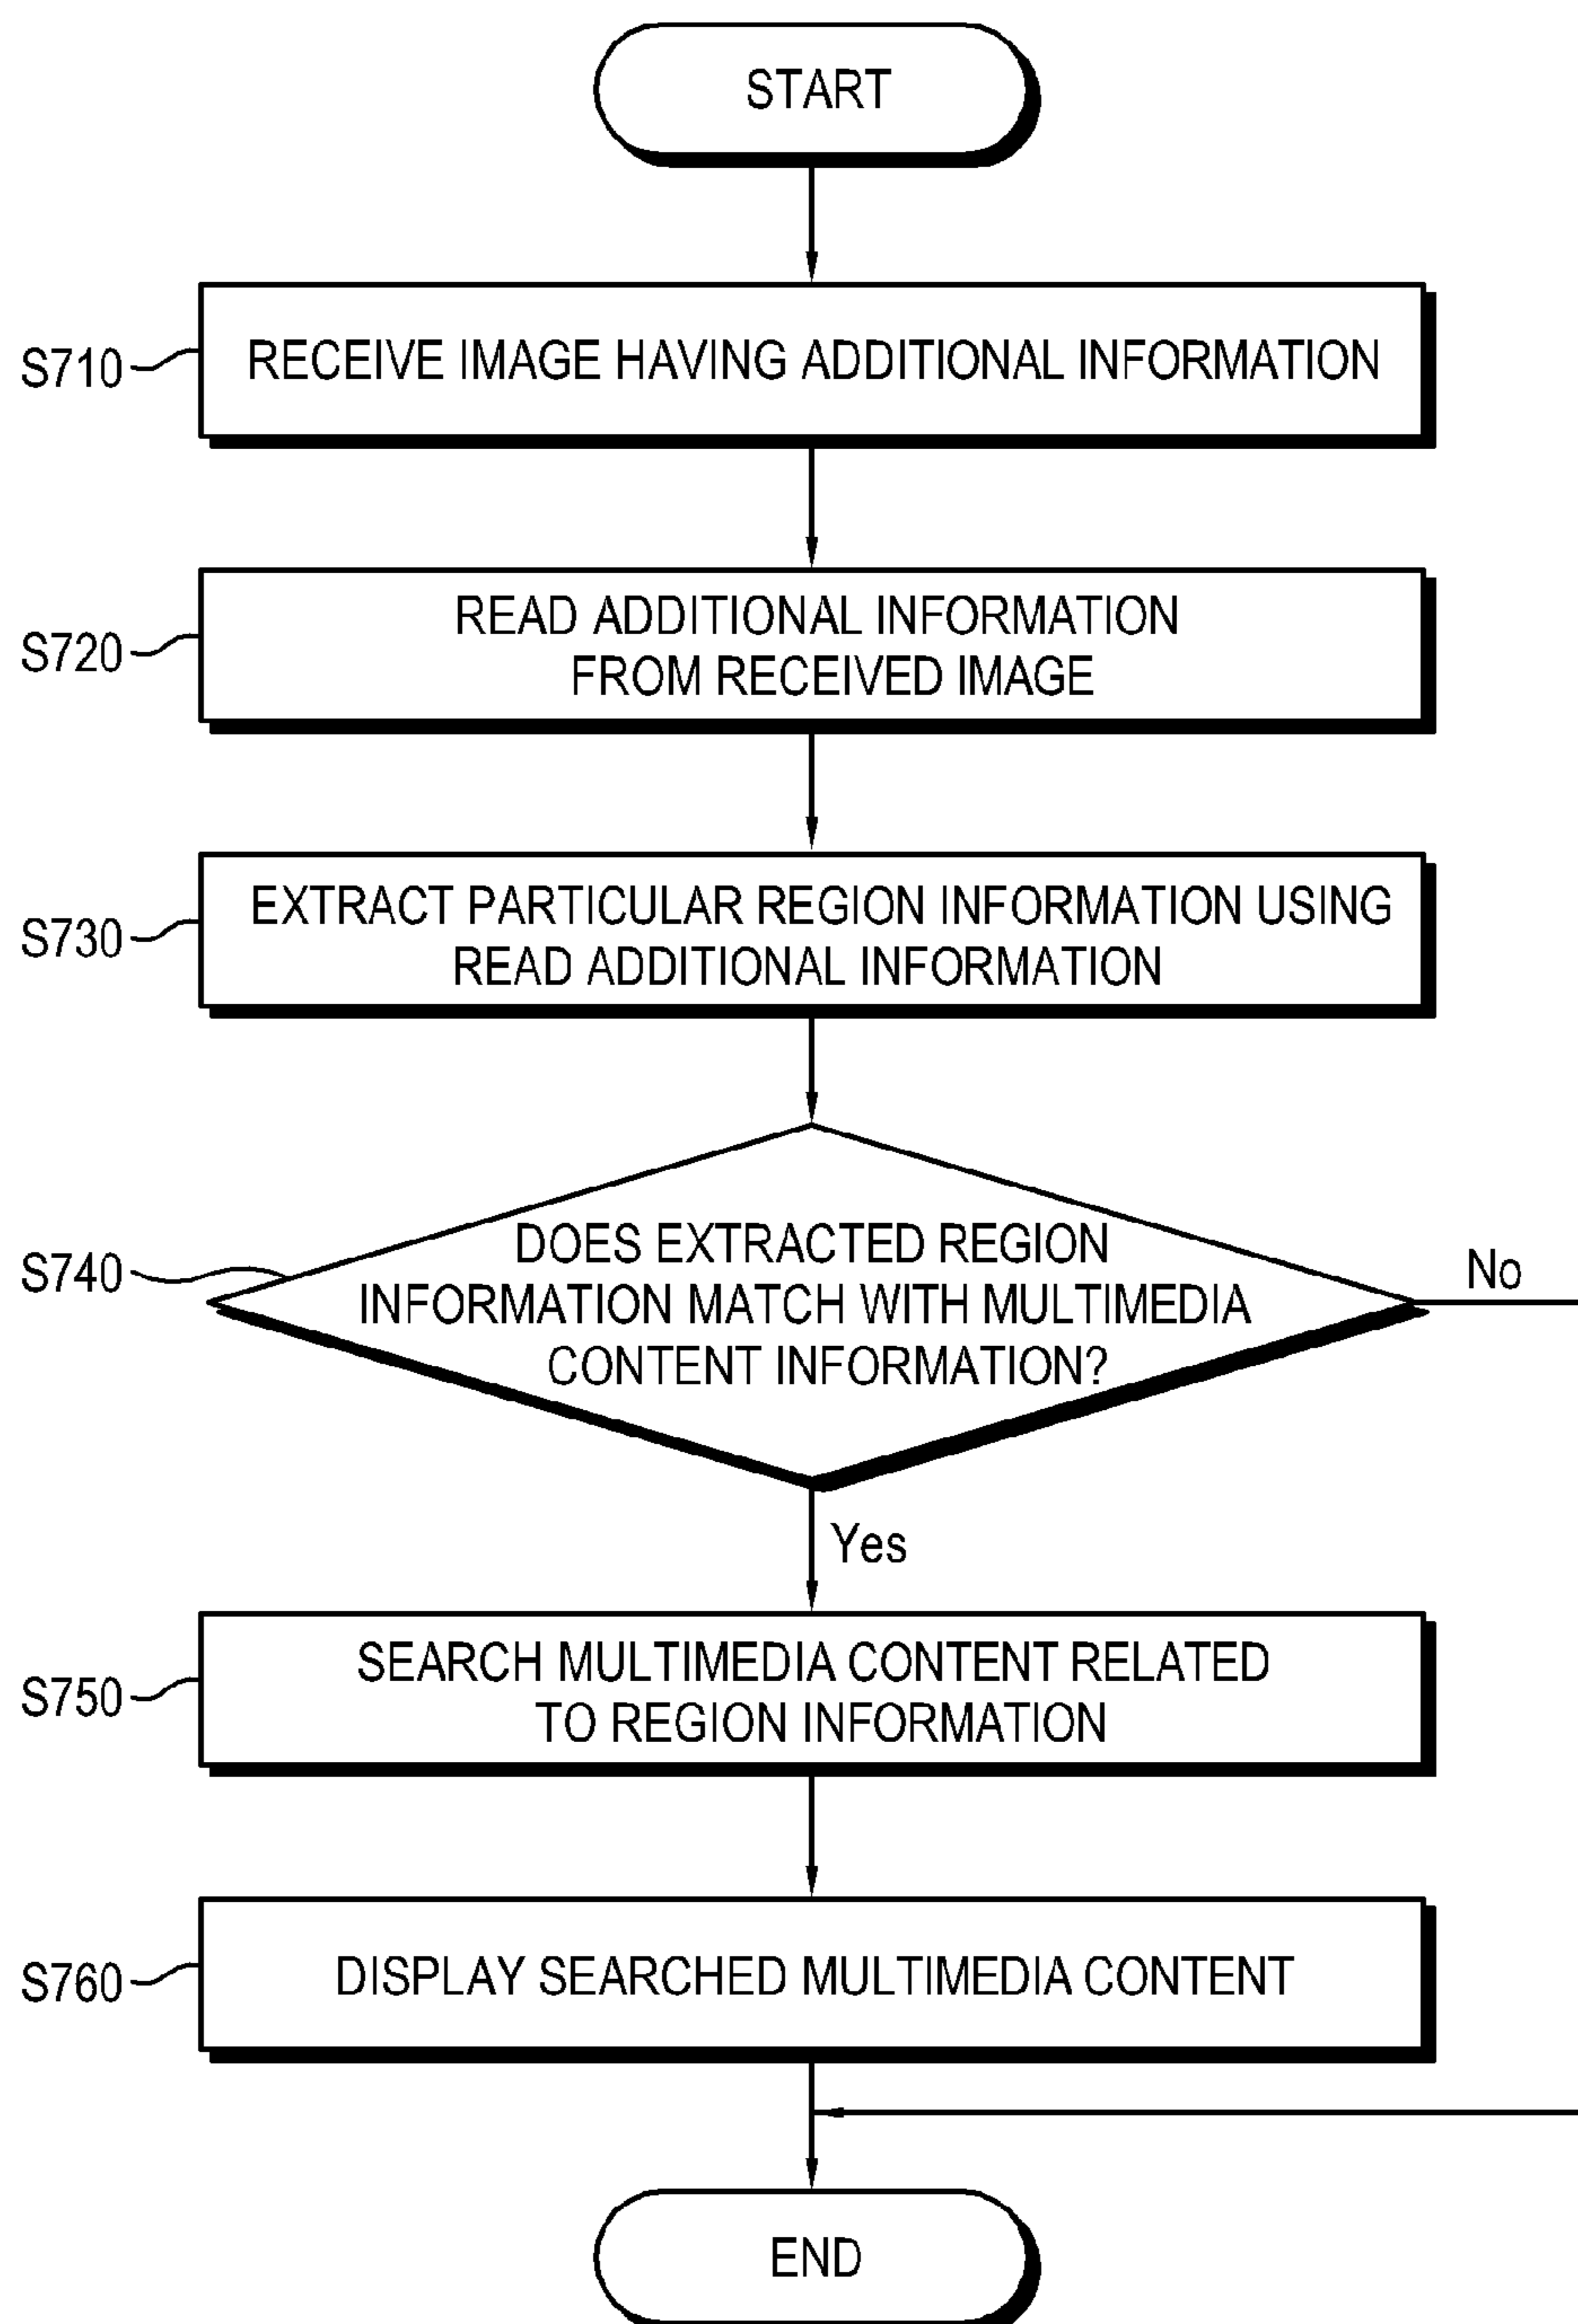 START
S710
RECEIVE IMAGE HAVING ADDITIONAL INFORMATION
S720
READ ADDITIONAL INFORMATION
FROM RECEIVED IMAGE
S730
EXTRACT PARTICULAR REGION INFORMATION USING
READ ADDITIONAL INFORMATION
S740
DOES EXTRACTED REGION
INFORMATION MATCH WITH MULTIMEDIA
CONTENT INFORMATION?
No
Yes
S750
SEARCH MULTIMEDIA CONTENT RELATED
TO REGION INFORMATION
S760
DISPLAY SEARCHED MULTIMEDIA CONTENT
END